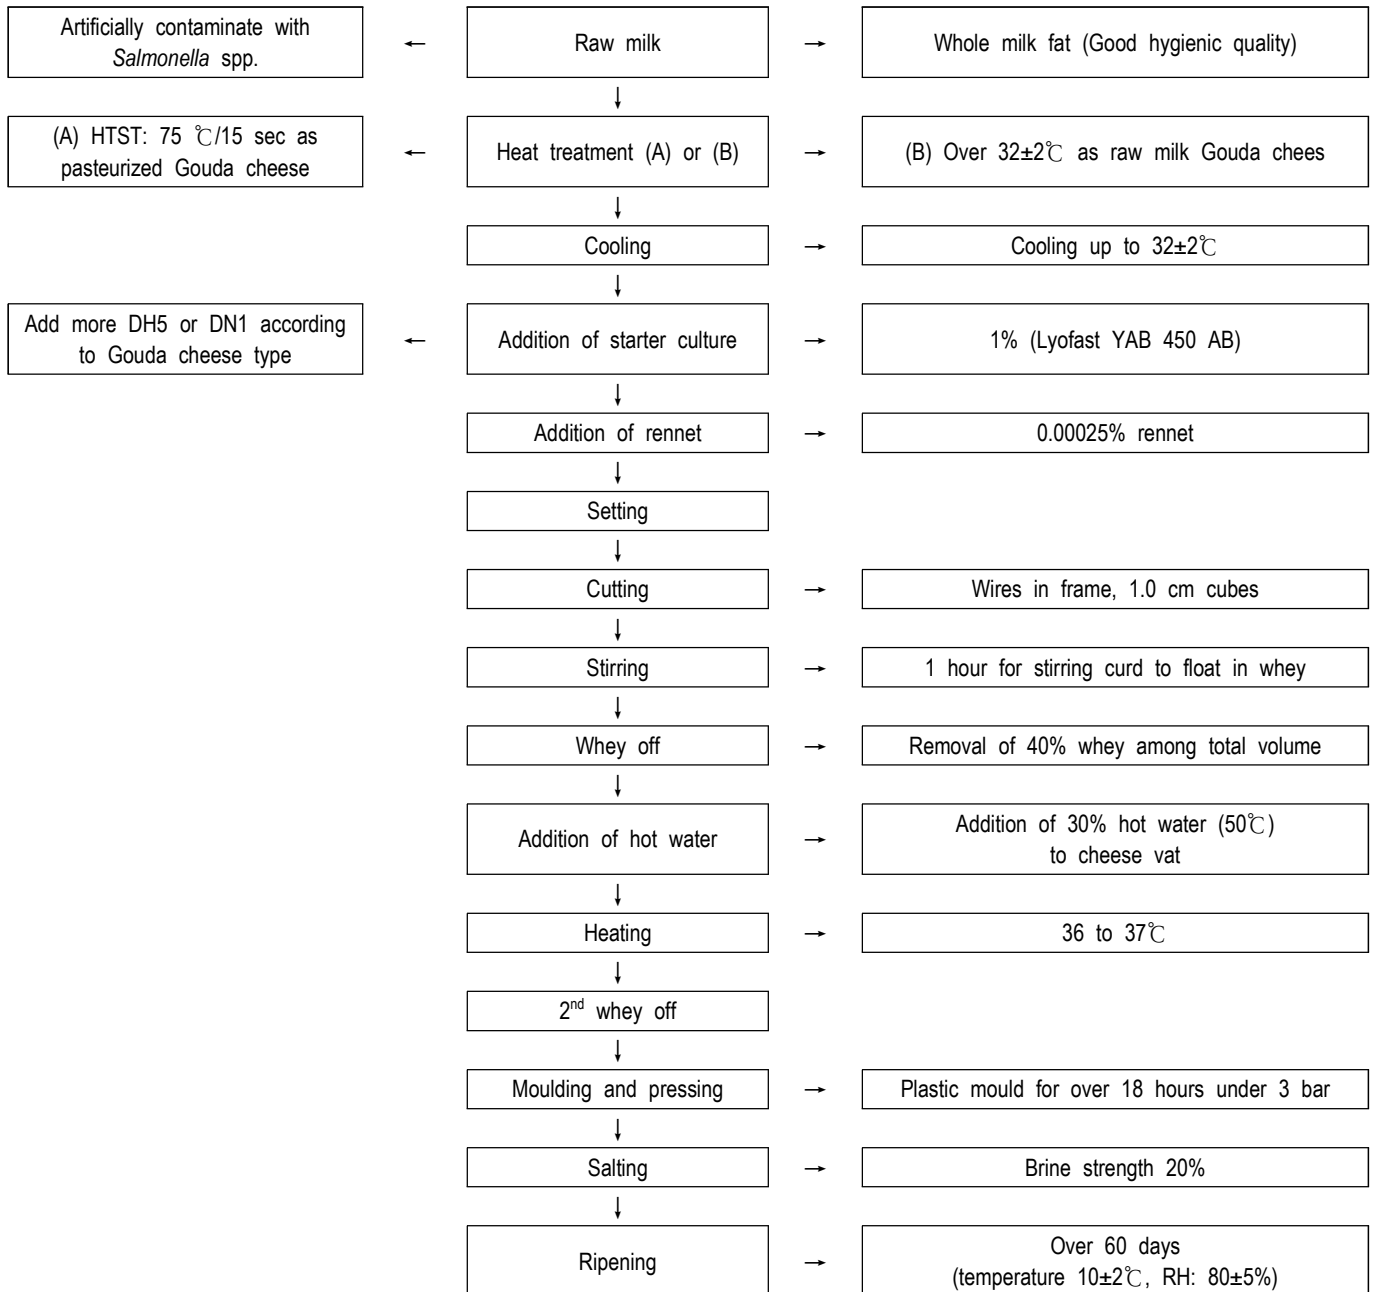 Artificially contaminate with
Salmonella spp.
←
Raw milk
→
Whole milk fat (Good hygienic quality)
↓
(A) HTST: 75 ℃/15 sec as
pasteurized Gouda cheese
←
Heat treatment (A) or (B)
→
(B) Over 32±2℃ as raw milk Gouda chees
↓
Cooling
→
Cooling up to 32±2℃
↓
Add more DH5 or DN1 according
to Gouda cheese type
←
Addition of starter culture
→
1% (Lyofast YAB 450 AB)
↓
Addition of rennet
→
0.00025% rennet
↓
Setting
↓
Cutting
→
Wires in frame, 1.0 cm cubes
↓
Stirring
→
1 hour for stirring curd to float in whey
↓
Whey off
→
Removal of 40% whey among total volume
↓
Addition of hot water
→
Addition of 30% hot water (50℃)
to cheese vat
↓
Heating
→
36 to 37℃
↓
2nd whey off
↓
Moulding and pressing
→
Plastic mould for over 18 hours under 3 bar
↓
Salting
→
Brine strength 20%
↓
Ripening
→
Over 60 days
(temperature 10±2℃, RH: 80±5%)